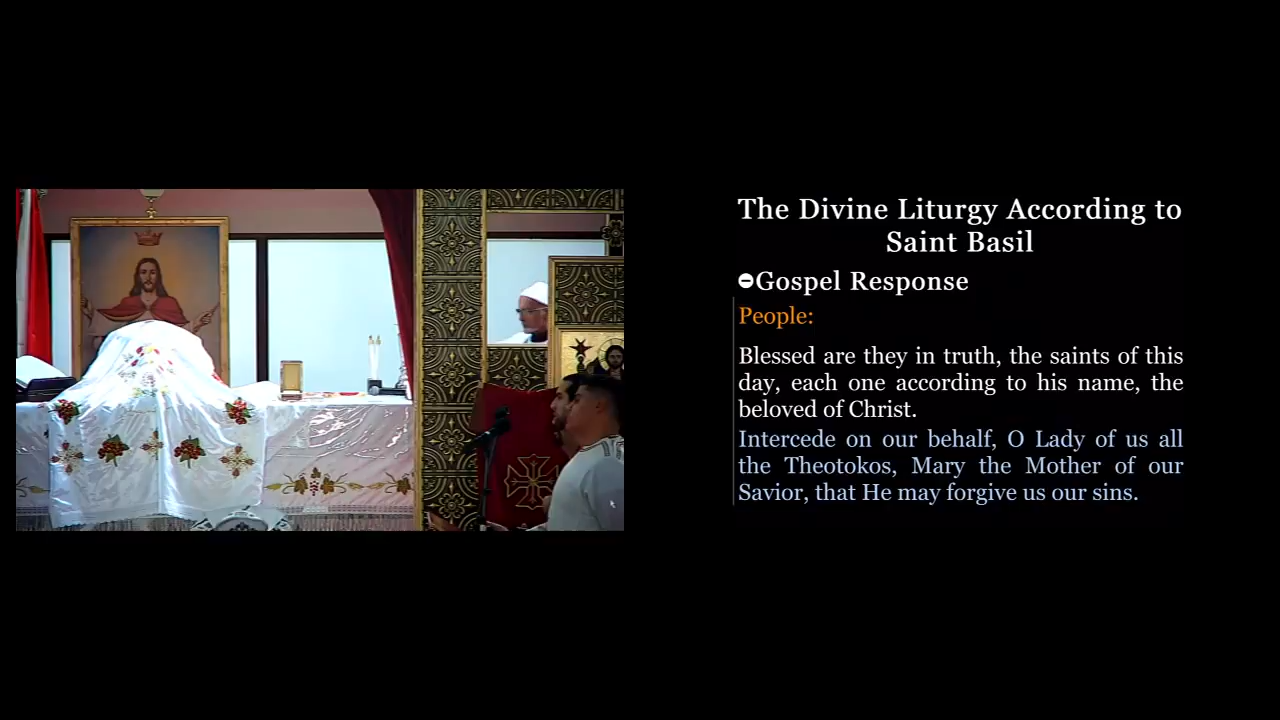 The Divine Liturgy According to
Saint Basil
Gospel Response
People:
Blessed are they in truth, the saints of this
day, each one according to his name, the
beloved of Christ.
Intercede on our behalf, O Lady of us all
the Theotokos, Mary the Mother of our
Savior, that He may forgive us our sins.